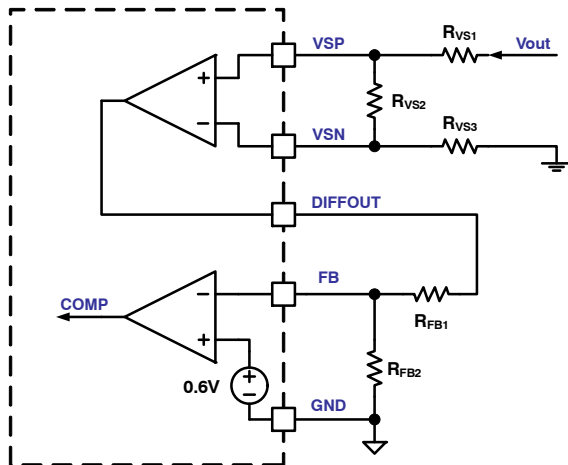 VSP
RVS1
Vout
+
RVS2
−
VSN
RVS3
DIFFOUT
FB
COMP
−
RFB1
+
RFB2
0.6V
+
−
GND